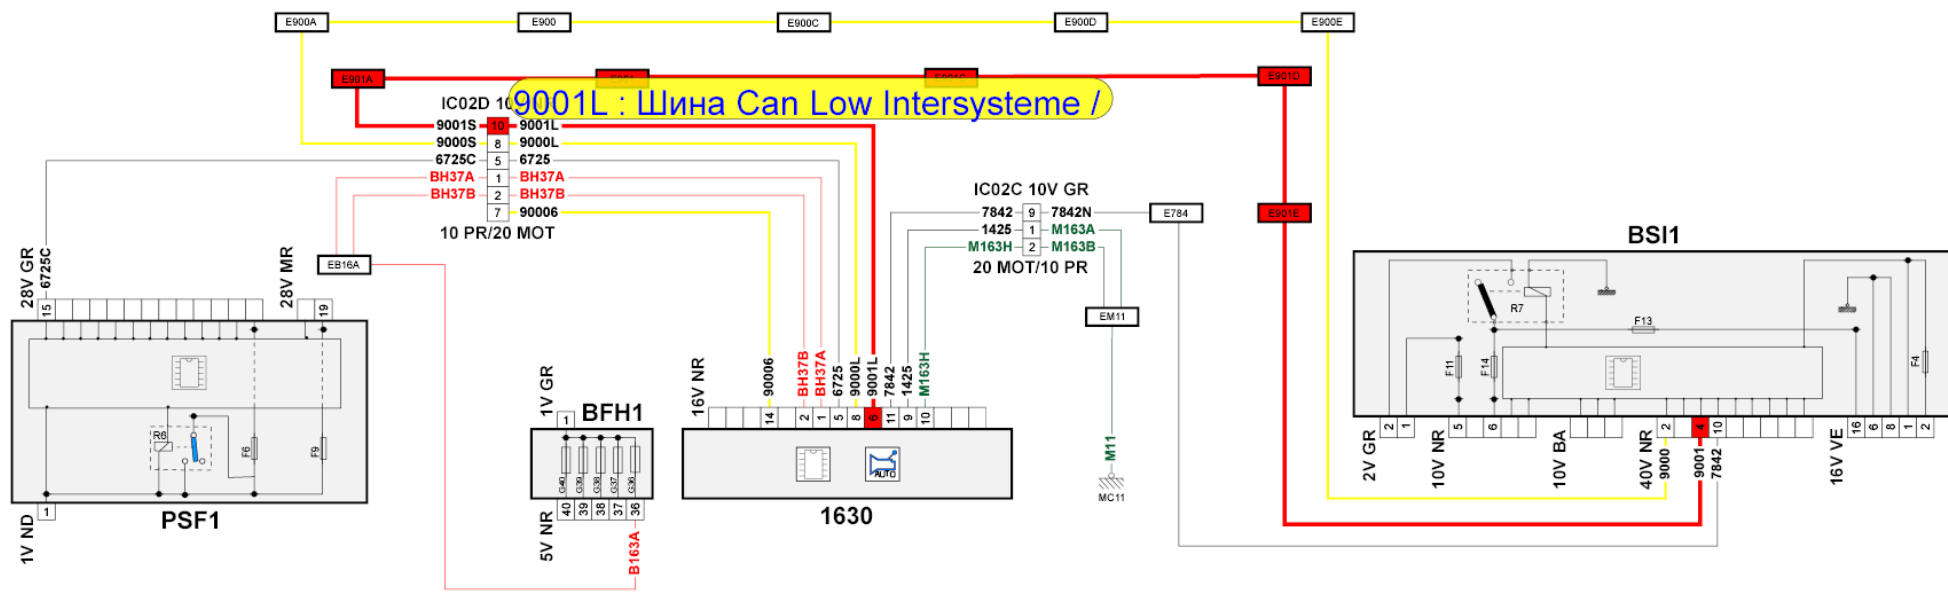 E900A
E900
E900C
E900D
E900E
E901A
E901D
9001L : Шина Can Low Intersysteme /
IC02D 10
9001S 10 9001L
9000S 8 9000L
6725C 5 6725
BH37A 1 BH37A
BH37B 2 BH37B
7 90006
10 PR/20 MOT
IC02C 10V GR
7842 9 7842N
1425 1 M163A
M163H 2 M163B
20 MOT/10 PR
E784
E901E
EB16A
EM11
M11
MC11
28V GR
6725C
15
28V MR
19
R6
F6
F9
1
1V ND
PSF1
1V GR
1
BFH1
G40
G39
G38
G37
G36
40
39
38
37
36
5V NR
B163A
16V NR
90006
BH37B
BH37A
6725
9000L
9001L
7842
1425
M163H
14
2
1
5
8
6
11
9
10
AUTO
1630
BSI1
R7
F13
F11
F14
F4
2
1
5
6
2
4
10
16
6
8
1
2
2V GR
10V NR
10V BA
40V NR
9000
9001
7842
16V VE